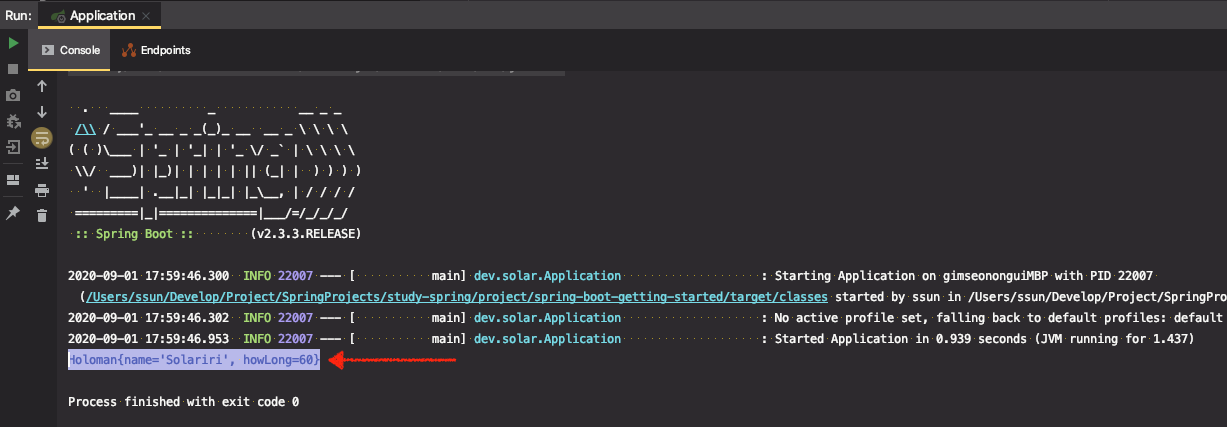 Run: Application
Console Endpoints
  .   ____          _            __ _ _
 /\\ / ___'_ __ _ _(_)_ __  __ _ \ \ \ \
( ( )\___ | '_ | '_| | '_ \/ _` | \ \ \ \
 \\/  ___)| |_)| | | | | || (_| |  ) ) ) )
  '  |____| .__|_| |_|_| |_\__, | / / / /
 =========|_|==============|___/=/_/_/_/
 :: Spring Boot ::        (v2.3.3.RELEASE)
2020-09-01 17:59:46.300  INFO 22007 --- [           main] dev.solar.Application                    : Starting Application on gimseononguiMBP with PID 22007
(/Users/ssun/Develop/Project/SpringProjects/study-spring/project/spring-boot-getting-started/target/classes started by ssun in /Users/ssun/Develop/Project/SpringPro
2020-09-01 17:59:46.302  INFO 22007 --- [           main] dev.solar.Application                    : No active profile set, falling back to default profiles: default
2020-09-01 17:59:46.953  INFO 22007 --- [           main] dev.solar.Application                    : Started Application in 0.939 seconds (JVM running for 1.437)
Holoman{name='Solariri', howLong=60}
Process finished with exit code 0